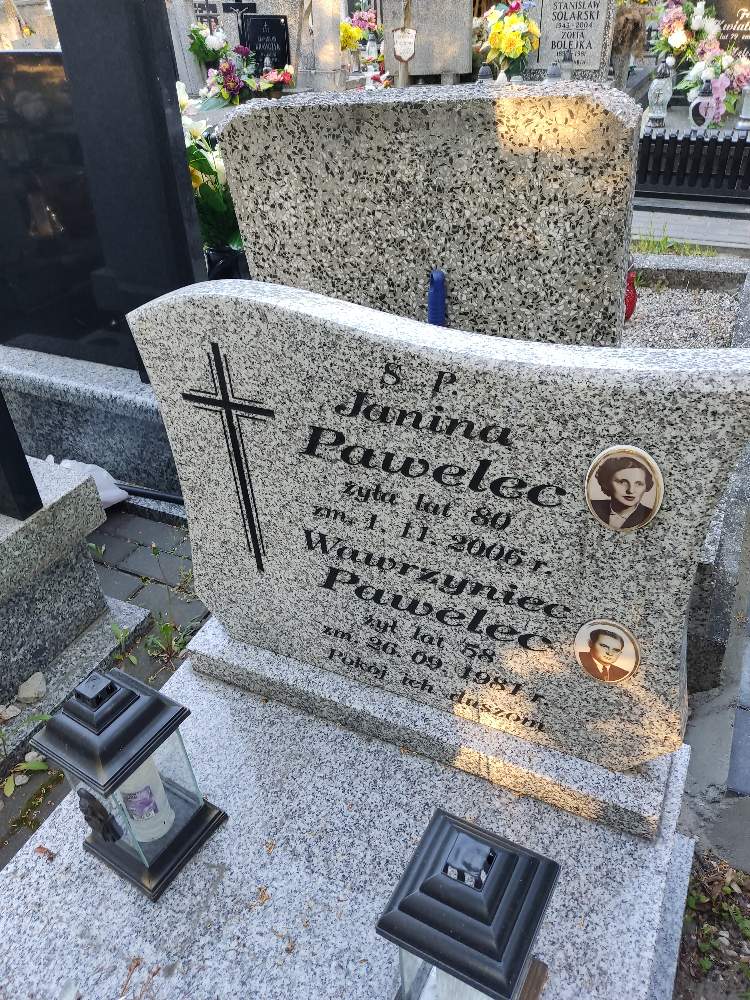 Ś P.
Janina
Pawelec
żyła lat 80
zm. 1. 11. 2006 r.
Wawrzyniec
Pawelec
żył lat 58
zm. 26. 09. 1981 r.
Pokój ich duszom
STANISŁAW
SOLARSKI
ZOFIA
BOLEJKA